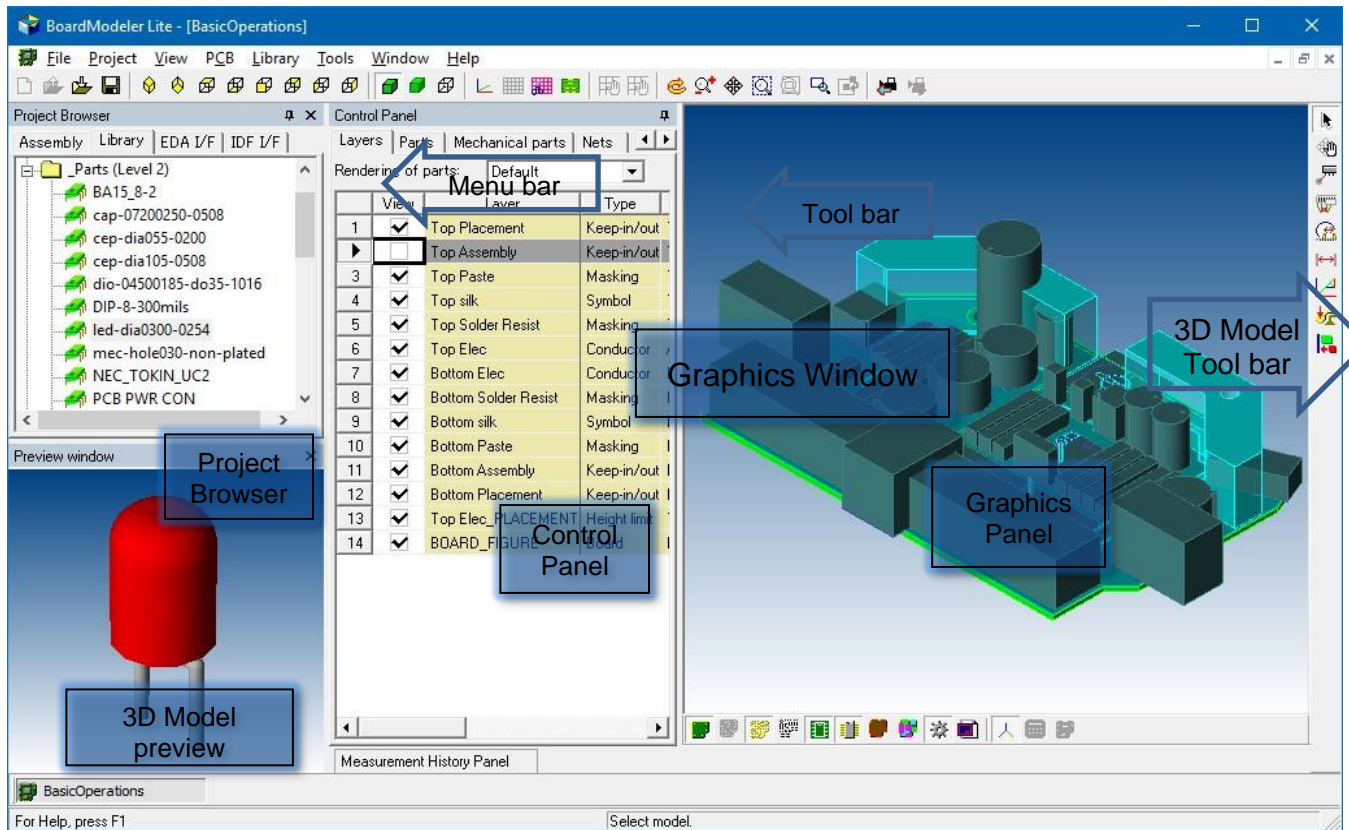 BoardModeler Lite - [BasicOperations]
File Project View PCB Library Tools Window Help
Project Browser
Assembly Library EDA I/F IDF I/F
_Parts (Level 2)
BA15_8-2
cap-07200250-0508
cep-dia055-0200
cep-dia105-0508
dio-04500185-do35-1016
DIP-8-300mils
led-dia0300-0254
mec-hole030-non-plated
NEC_TOKIN_UC2
PCB PWR CON
Preview window
Project
Browser
3D Model
preview
Control Panel
Layers Parts Mechanical parts Nets
Rendering of parts: Default
Menu bar
View Layer Type
1 Top Placement Keep-in/out
Top Assembly Keep-in/out
3 Top Paste Masking
4 Top silk Symbol
5 Top Solder Resist Masking
6 Top Elec Conductor
7 Bottom Elec Conductor
8 Bottom Solder Resist Masking
9 Bottom silk Symbol
10 Bottom Paste Masking
11 Bottom Assembly Keep-in/out
12 Bottom Placement Keep-in/out
13 Top Elec_PLACEMENT Height limit
14 BOARD_FIGURE Board
Control
Panel
Tool bar
3D Model
Tool bar
Graphics Window
Graphics
Panel
Measurement History Panel
BasicOperations
For Help, press F1
Select model.